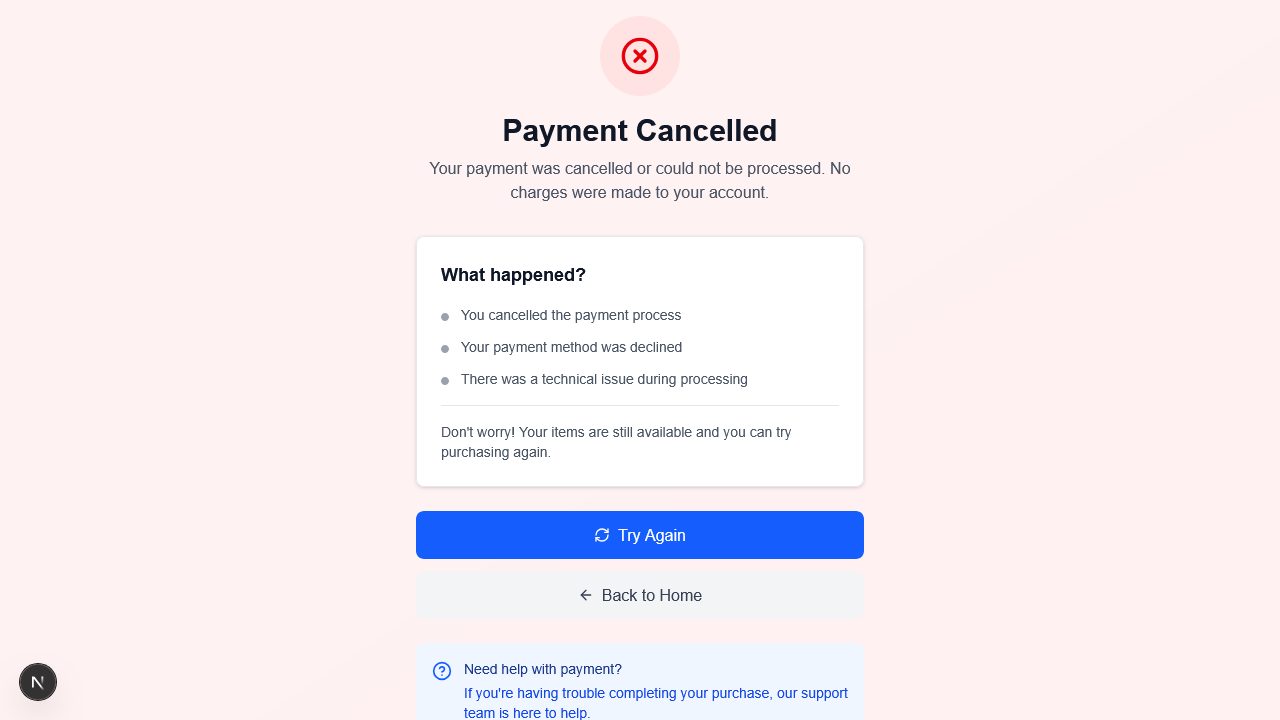 Payment Cancelled
Your payment was cancelled or could not be processed. No
charges were made to your account.
What happened?
You cancelled the payment process
Your payment method was declined
There was a technical issue during processing
Don't worry! Your items are still available and you can try
purchasing again.
Try Again
Back to Home
Need help with payment?
If you're having trouble completing your purchase, our support
team is here to help.
N